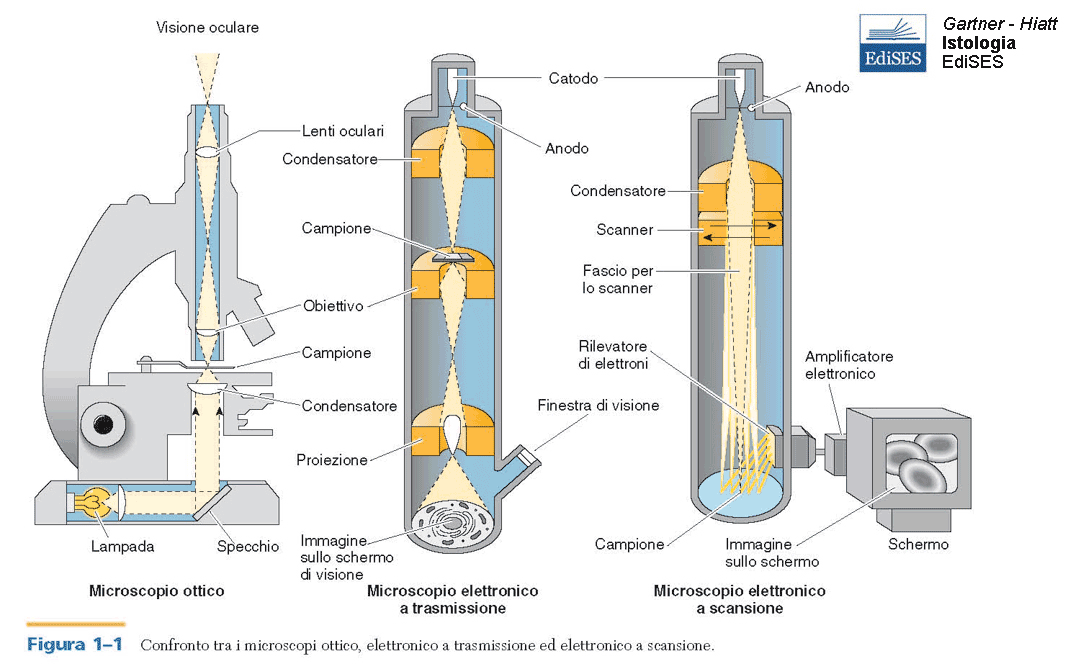 Visione oculare
Gartner - Hiatt
Istologia
EdiSES
EdiSES
Lenti oculari
Condensatore
Campione
Obiettivo
Campione
Condensatore
Proiezione
Lampada
Specchio
Immagine
sullo schermo
di visione
Catodo
Anodo
Anodo
Condensatore
Scanner
Fascio per
lo scanner
Rilevatore
di elettroni
Finestra di visione
Amplificatore
elettronico
Campione
Immagine
sullo schermo
Schermo
Microscopio ottico
Microscopio elettronico
a trasmissione
Microscopio elettronico
a scansione
Figura 1–1 Confronto tra i microscopi ottico, elettronico a trasmissione ed elettronico a scansione.